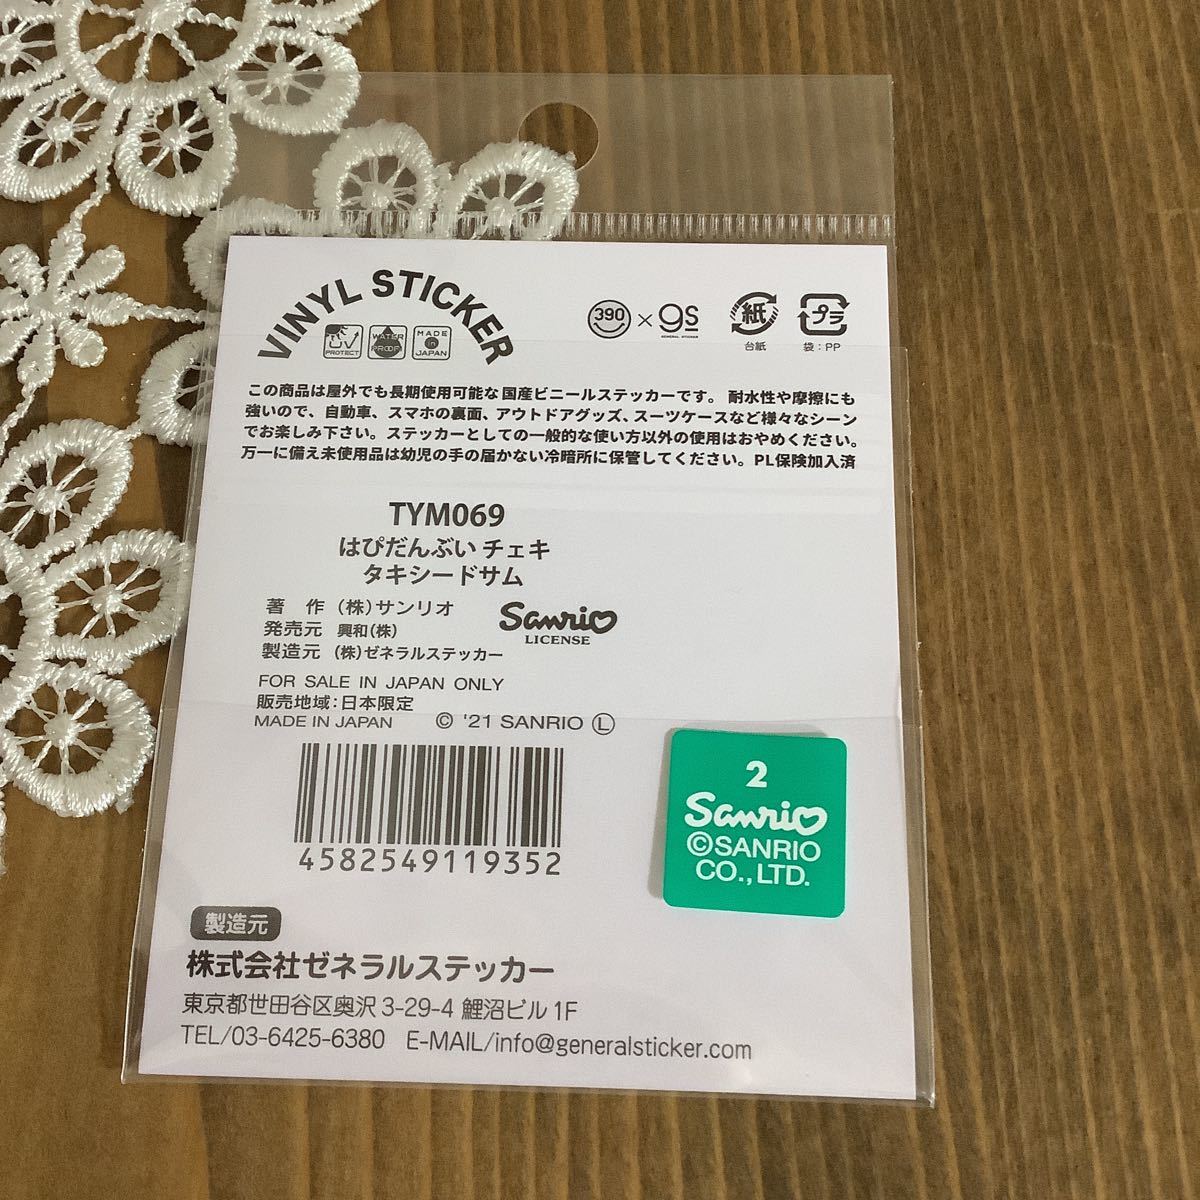 VINYL STICKER
UV PROTECT WATER PROOF MADE in JAPAN
390 × gs
GENERAL STICKER
紙
台紙
プラ
袋：PP
この商品は屋外でも長期使用可能な国産ビニールステッカーです。耐水性や摩擦にも
強いので、自動車、スマホの裏面、アウトドアグッズ、スーツケースなど様々なシーン
でお楽しみ下さい。ステッカーとしての一般的な使い方以外の使用はおやめください。
万一に備え未使用品は幼児の手の届かない冷暗所に保管してください。PL保険加入済
TYM069
はぴだんぶい チェキ
タキシードサム
著　作 （株）サンリオ
発売元 興和（株）
製造元 （株）ゼネラルステッカー
Sanrio
LICENSE
FOR SALE IN JAPAN ONLY
販売地域：日本限定
MADE IN JAPAN © '21 SANRIO Ⓛ
4582549119352
2
Sanrio
©SANRIO
CO.,LTD.
製造元
株式会社ゼネラルステッカー
東京都世田谷区奥沢 3-29-4 鯉沼ビル 1F
TEL/03-6425-6380 E-MAIL/info@generalsticker.com